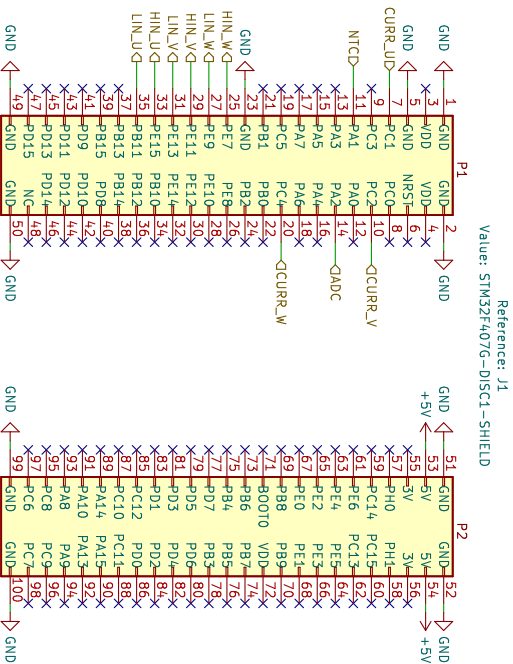 Reference: J1
Value: STM32F407G-DISC1-SHIELD
P1
GND 1 GND GND 2 GND
3 VDD VDD 4
GND 5 GND NRST 6
CURR_U 7 PC1 PC0 8
9 PC3 PC2 10 CURR_V
NTC 11 PA1 PA0 12
13 PA3 PA2 14 ADC
15 PA5 PA4 16
17 PA7 PA6 18
19 PC5 PC4 20 CURR_W
21 PB1 PB0 22
GND 23 GND PB2 24
HIN_W 25 PE7 PE8 26
LIN_W 27 PE9 PE10 28
HIN_V 29 PE11 PE12 30
LIN_V 31 PE13 PE14 32
HIN_U 33 PE15 PB10 34
LIN_U 35 PB11 PB12 36
37 PB13 PB14 38
39 PB15 PD8 40
41 PD9 PD10 42
43 PD11 PD12 44
45 PD13 PD14 46
47 PD15 NC 48
GND 49 GND GND 50 GND
P2
GND 51 GND GND 52 GND
+5V 53 5V 5V 54 +5V
55 3V 3V 56
57 PH0 PH1 58
59 PC14 PC15 60
61 PE6 PC13 62
63 PE4 PE5 64
65 PE2 PE3 66
67 PE0 PE1 68
69 PB8 PB9 70
71 BOOT0 VDD 72
73 PB6 PB7 74
75 PB4 PB5 76
77 PD7 PB3 78
79 PD5 PD6 80
81 PD3 PD4 82
83 PD1 PD2 84
85 PC12 PD0 86
87 PC10 PC11 88
89 PA14 PA15 90
91 PA10 PA13 92
93 PA8 PA9 94
95 PC8 PC9 96
97 PC6 PC7 98
GND 99 GND GND 100 GND